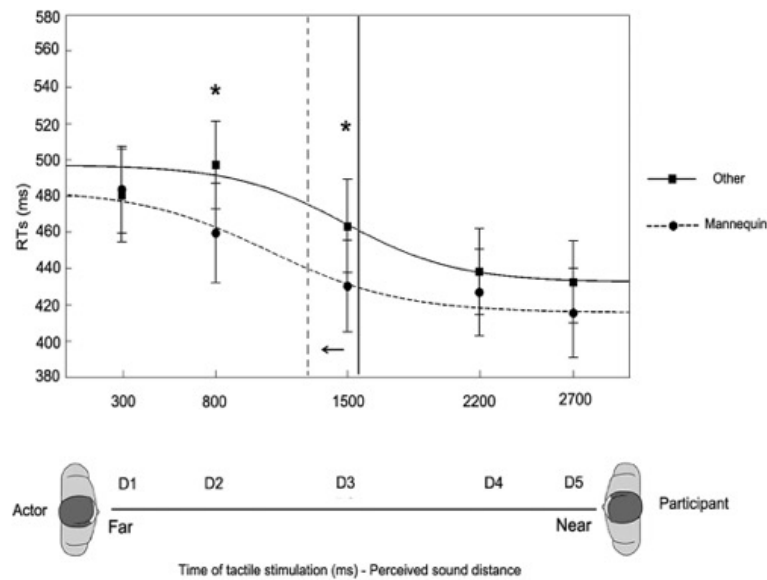 580
560
540
520
500
480
460
440
420
400
380
RTs (ms)
*
*
Other
Mannequin
300 800 1500 2200 2700
D1 D2 D3 D4 D5
Actor
Participant
Far
Near
Time of tactile stimulation (ms) - Perceived sound distance